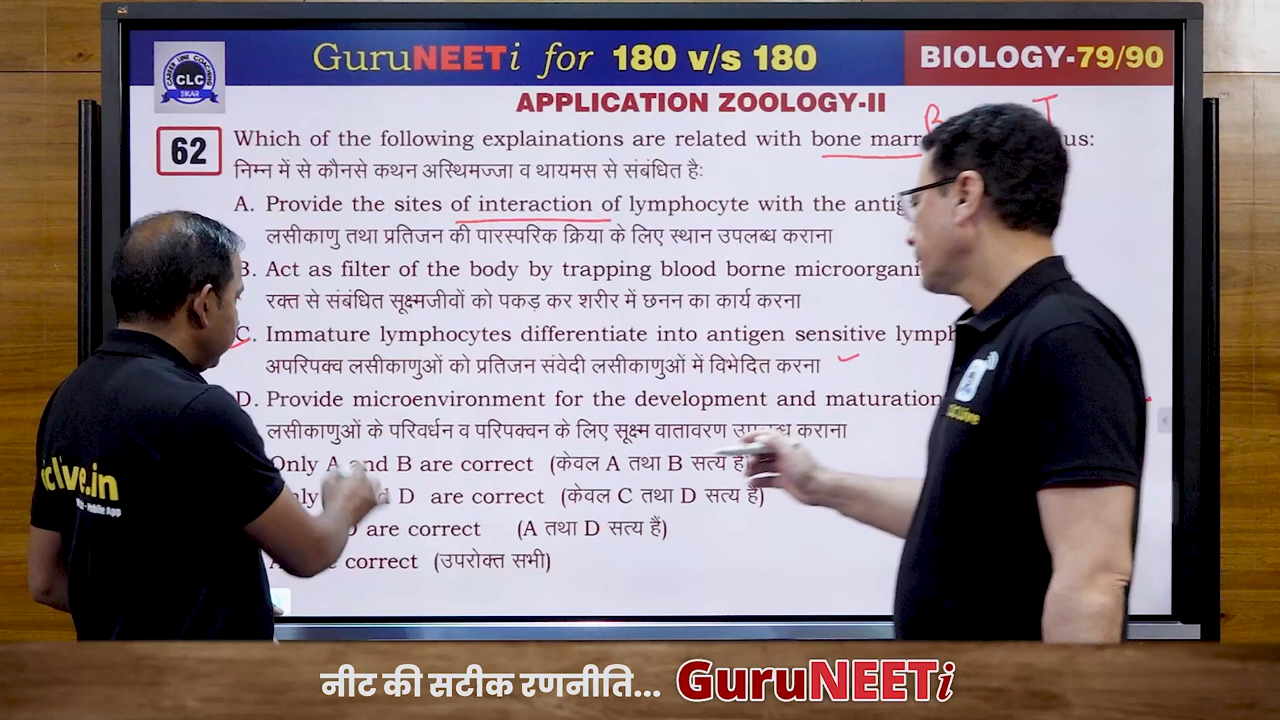 GuruNEETi for 180 v/s 180
BIOLOGY-79/90
CLC
SIKAR
APPLICATION ZOOLOGY-II
B T
62 Which of the following explainations are related with bone marr us:
निम्न में से कौनसे कथन अस्थिमज्जा व थायमस से संबंधित है:
A. Provide the sites of interaction of lymphocyte with the antig
लसीकाणु तथा प्रतिजन की पारस्परिक क्रिया के लिए स्थान उपलब्ध कराना
B. Act as filter of the body by trapping blood borne microorgani
रक्त से संबंधित सूक्ष्मजीवों को पकड़ कर शरीर में छनन का कार्य करना
C. Immature lymphocytes differentiate into antigen sensitive lymph
अपरिपक्व लसीकाणुओं को प्रतिजन संवेदी लसीकाणुओं में विभेदित करना
D. Provide microenvironment for the development and maturation
लसीकाणुओं के परिवर्धन व परिपक्वन के लिए सूक्ष्म वातावरण कराना
Only A and B are correct (केवल A तथा B सत्य हैं)
D are correct (केवल C तथा D सत्य हैं)
are correct (A तथा D सत्य हैं)
correct (उपरोक्त सभी)
iclive.in
Mobile App
नीट की सटीक रणनीति... GuruNEETi